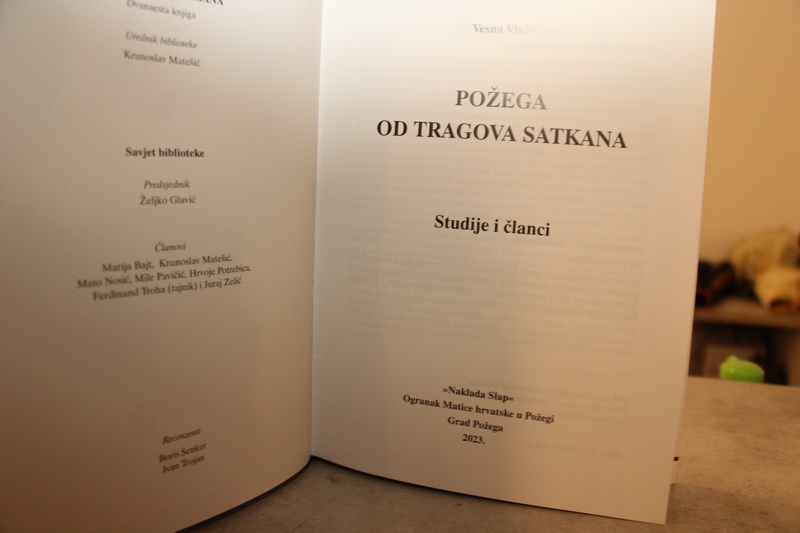 Dvanaesta knjiga
Urednik biblioteke
Krunoslav Matešić
Savjet biblioteke
Predsjednik
Željko Glavić
Članovi
Marija Bajt, Krunoslav Matešić,
Mato Nosić, Mile Pavičić, Hrvoje Potrebica,
Ferdinand Troha (tajnik) i Juraj Zelić
Recenzenti
Boris Senker
Ivan Trojan
Vesna
POŽEGA
OD TRAGOVA SATKANA
Studije i članci
»Naklada Slap«
Ogranak Matice hrvatske u Požegi
Grad Požega
2023.